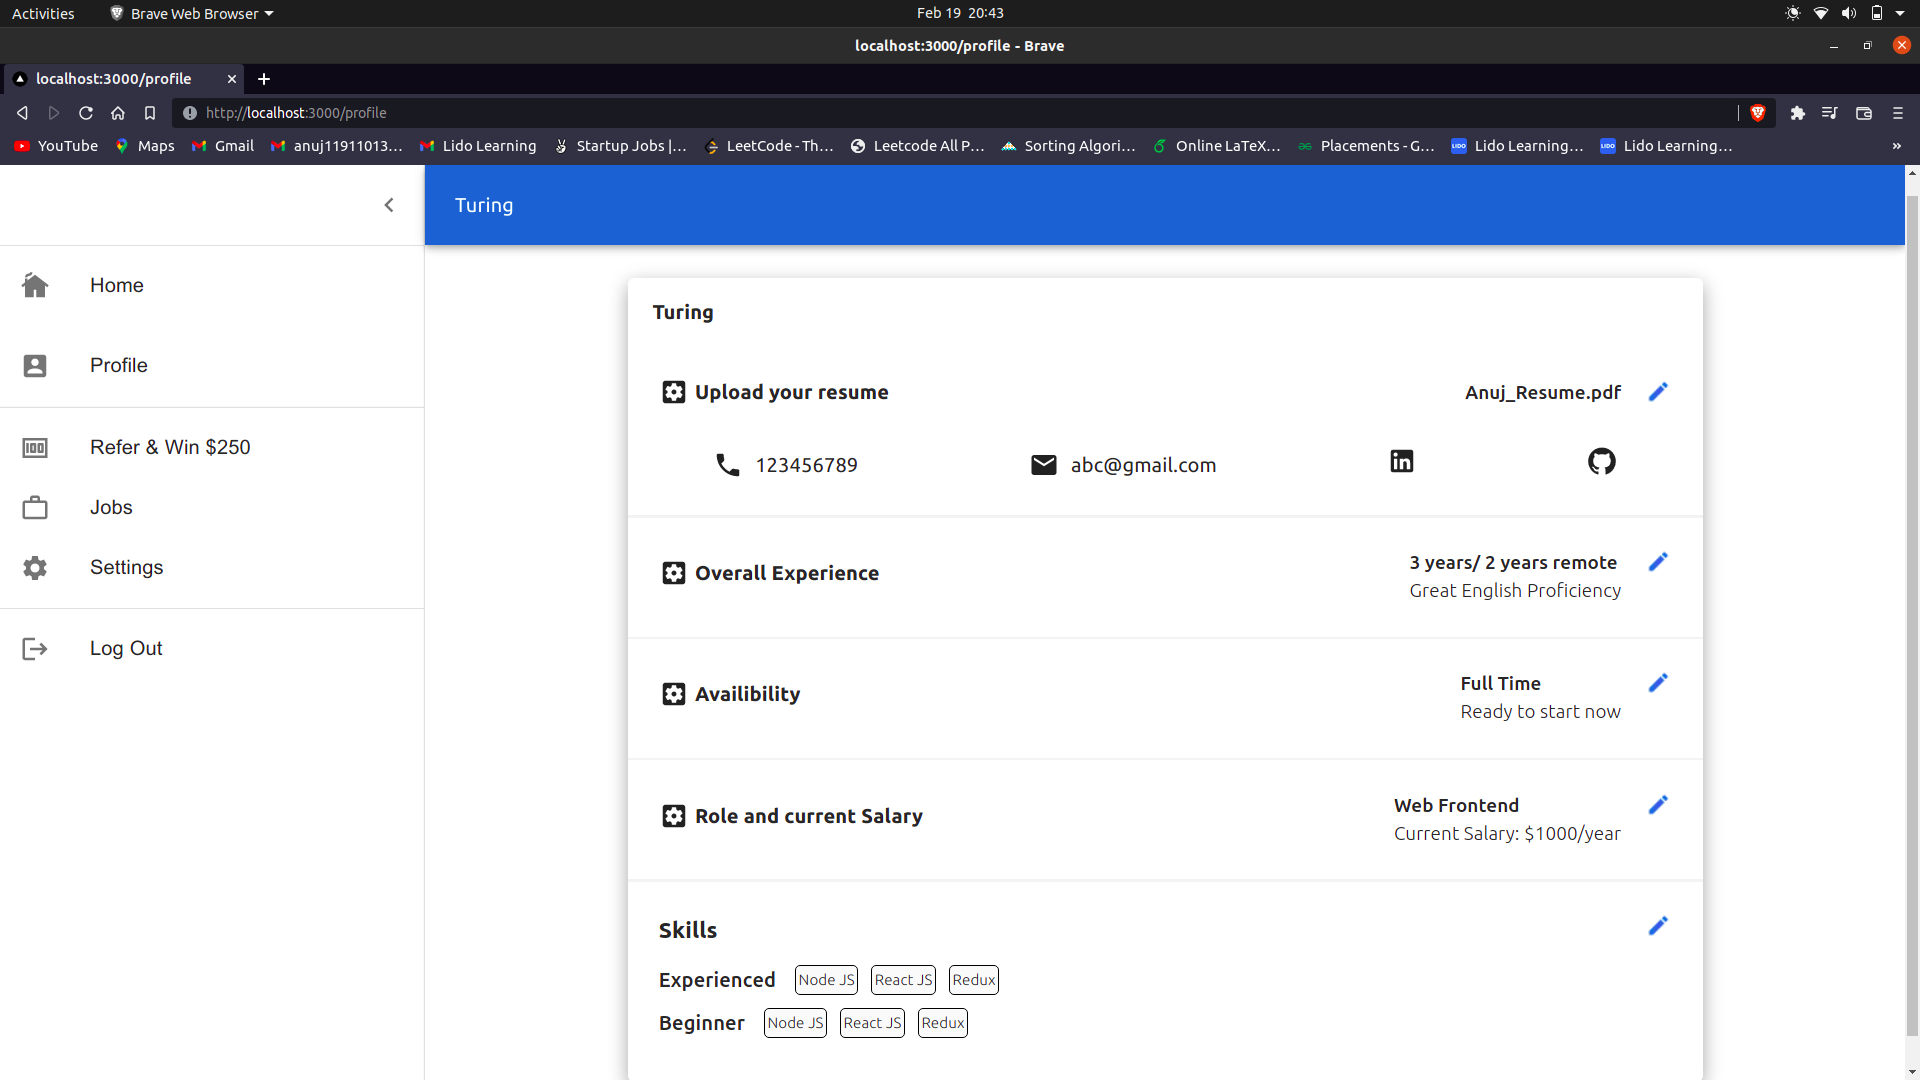 Activities Brave Web Browser Feb 19 20:43
localhost:3000/profile - Brave
localhost:3000/profile
http://localhost:3000/profile
YouTube Maps Gmail anuj11911013... Lido Learning Startup Jobs |... LeetCode - Th... Leetcode All P... Sorting Algori... Online LaTeX... Placements - G... LIDO Lido Learning... LIDO Lido Learning... »
Turing
Home
Profile
100 Refer & Win $250
Jobs
Settings
Log Out
Turing
Upload your resume Anuj_Resume.pdf
123456789 abc@gmail.com in
Overall Experience
3 years/ 2 years remote
Great English Proficiency
Availibility
Full Time
Ready to start now
Role and current Salary
Web Frontend
Current Salary: $1000/year
Skills
Experienced Node JS React JS Redux
Beginner Node JS React JS Redux